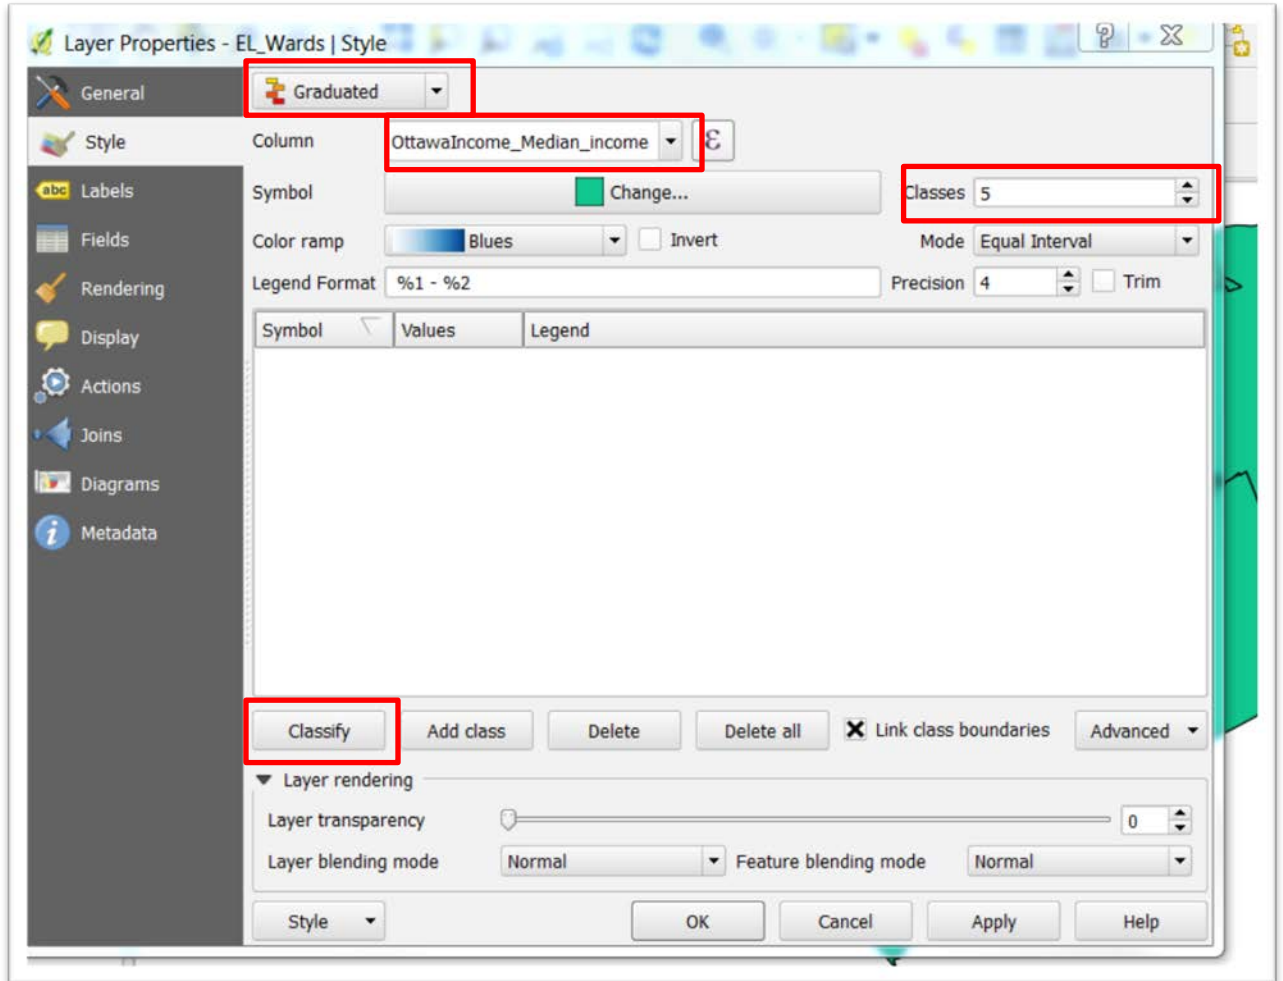 Layer Properties - EL_Wards | Style
General
Graduated
Style
Column
OttawaIncome_Median_income
ε
abc
Labels
Symbol
Change...
Classes
5
Fields
Color ramp
Blues
Invert
Mode
Equal Interval
Rendering
Legend Format
%1 - %2
Precision
4
Trim
Display
Symbol
Values
Legend
Actions
Joins
Diagrams
i
Metadata
Classify
Add class
Delete
Delete all
Link class boundaries
Advanced
Layer rendering
Layer transparency
0
Layer blending mode
Normal
Feature blending mode
Normal
Style
OK
Cancel
Apply
Help